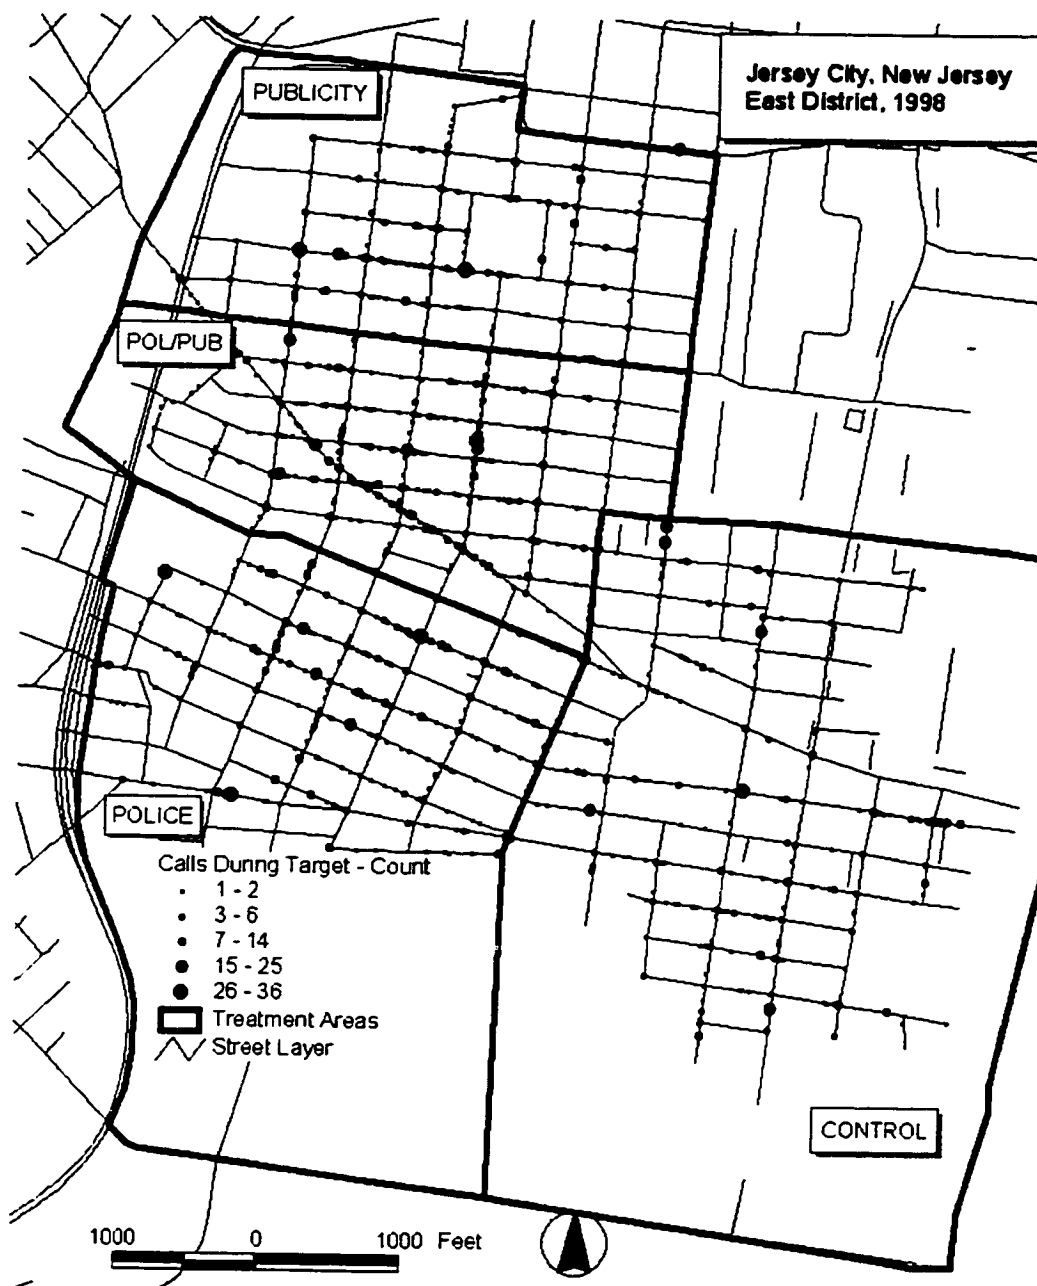 PUBLICITY
Jersey City, New Jersey
East District, 1998
POL/PUB
POLICE
Calls During Target - Count
1 - 2
3 - 6
7 - 14
15 - 25
26 - 36
Treatment Areas
Street Layer
CONTROL
1000 0 1000 Feet